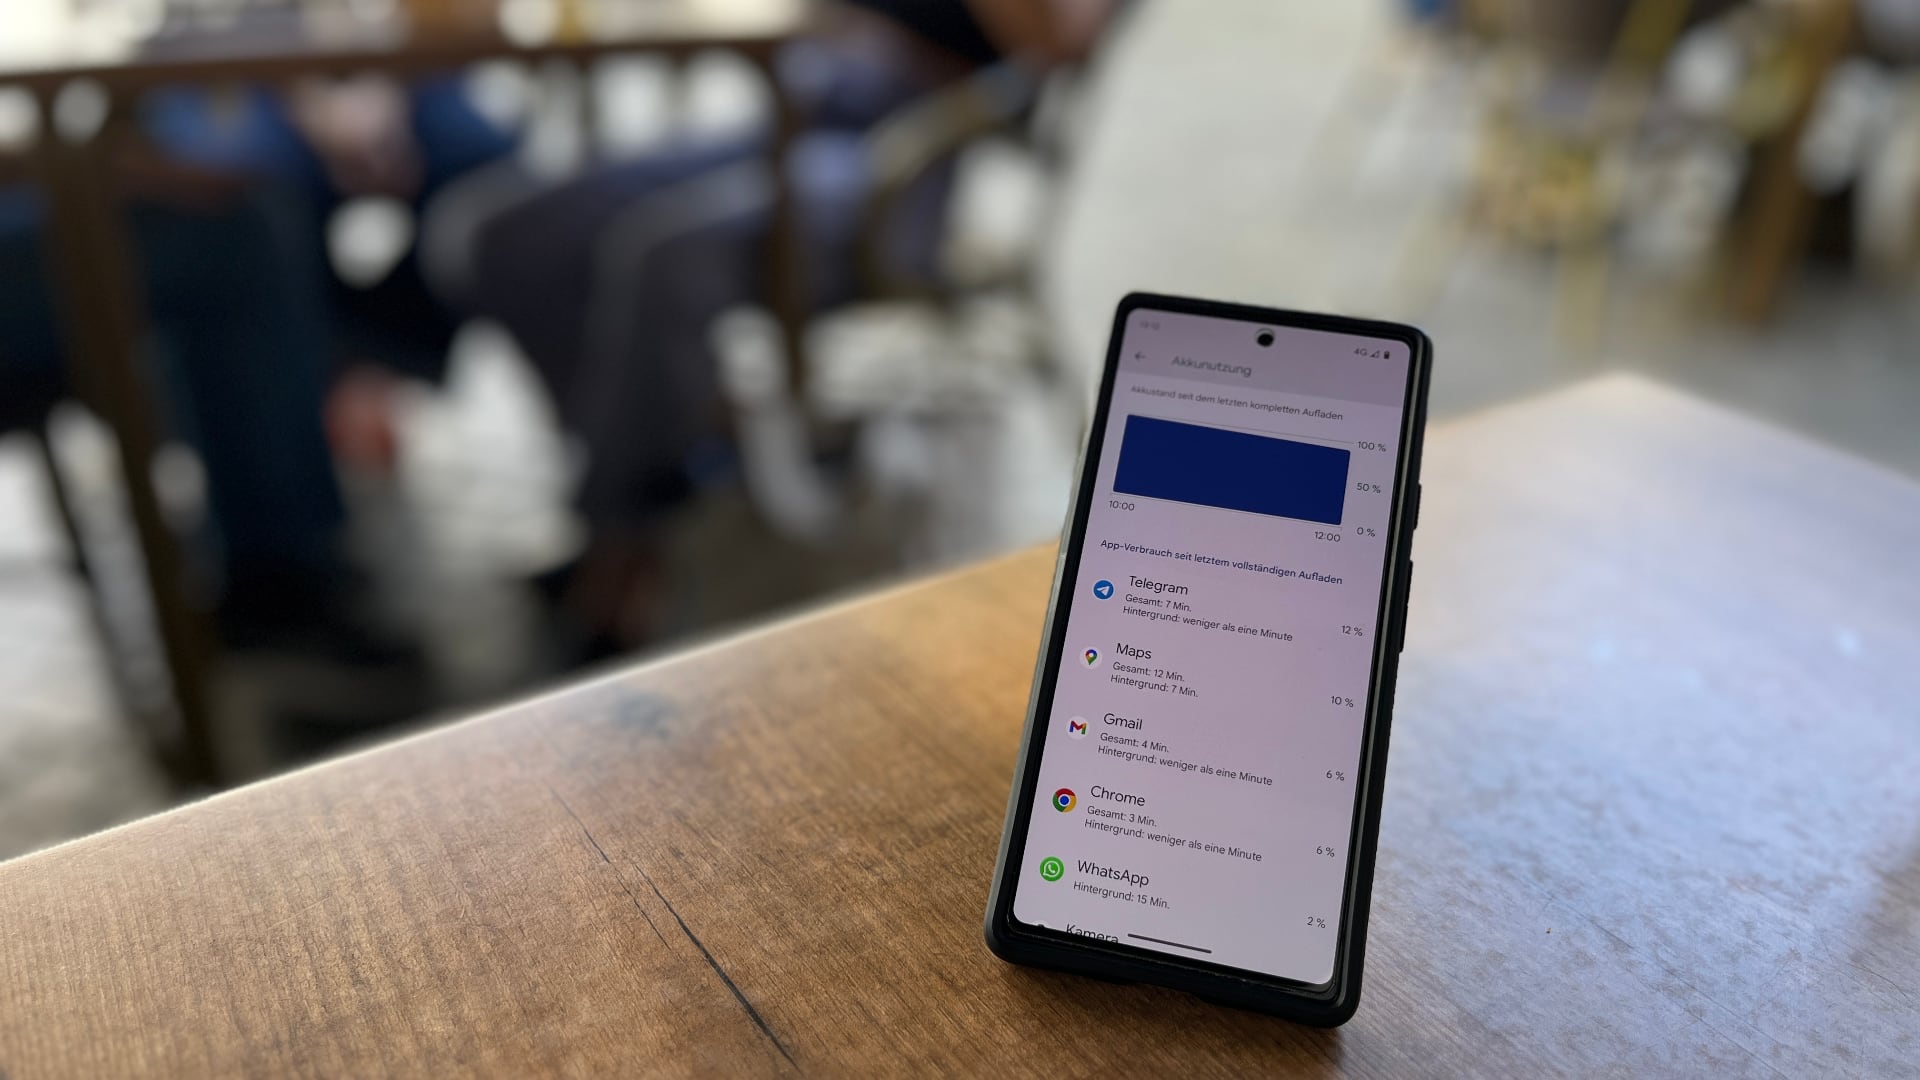 4G
Akkunutzung
Akkustand seit dem letzten kompletten Aufladen
100 %
50 %
0 %
10:00
12:00
App-Verbrauch seit letztem vollständigen Aufladen
Telegram
Gesamt: 7 Min.
Hintergrund: weniger als eine Minute
12 %
Maps
Gesamt: 12 Min.
Hintergrund: 7 Min.
10 %
Gmail
Gesamt: 4 Min.
Hintergrund: weniger als eine Minute
6 %
Chrome
Gesamt: 3 Min.
Hintergrund: weniger als eine Minute
6 %
WhatsApp
Hintergrund: 15 Min.
2 %
Kamera